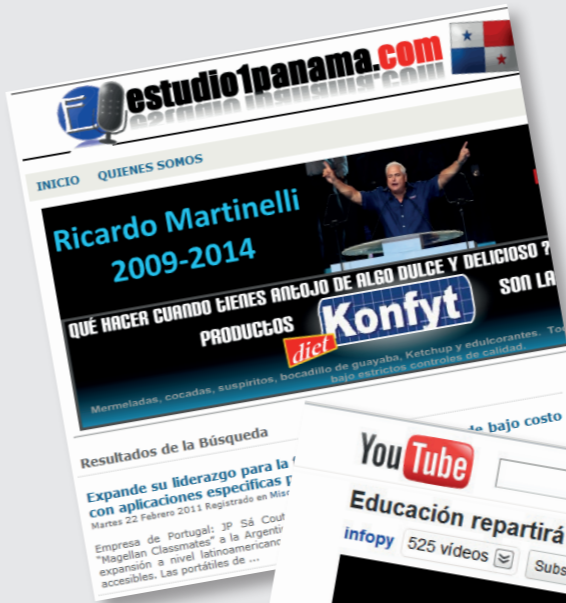 estudio1panama.com
INICIO QUIENES SOMOS
Ricardo Martinelli
2009-2014
QUÉ HACER CUANDO tIENES ANtOJO DE ALGO DULCE Y DELICIOSO ?
PRODUCtOS diet Konfyt SON LA
Mermeladas, cocadas, suspiritos, bocadillo de guayaba, Ketchup y edulcorantes.
bajo estrictos controles de calidad.
de bajo costo
Resultados de la Búsqueda
Expande su liderazgo para la
con aplicaciones especificas
Martes 22 Febrero 2011 Registrado en
Empresa de Portugal: JP Sá
"Magellan Classmates" a la
expansión a nivel
accesibles. Las portátiles de ...
YouTube
Educación repartirá
infopy 525 vídeos